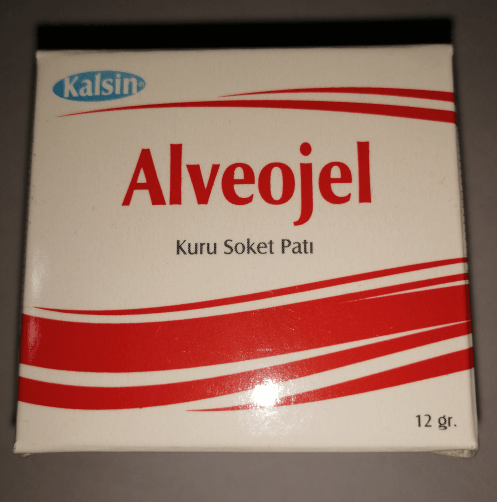 Kalsin®
Alveojel
Kuru Soket Patı
12 gr.